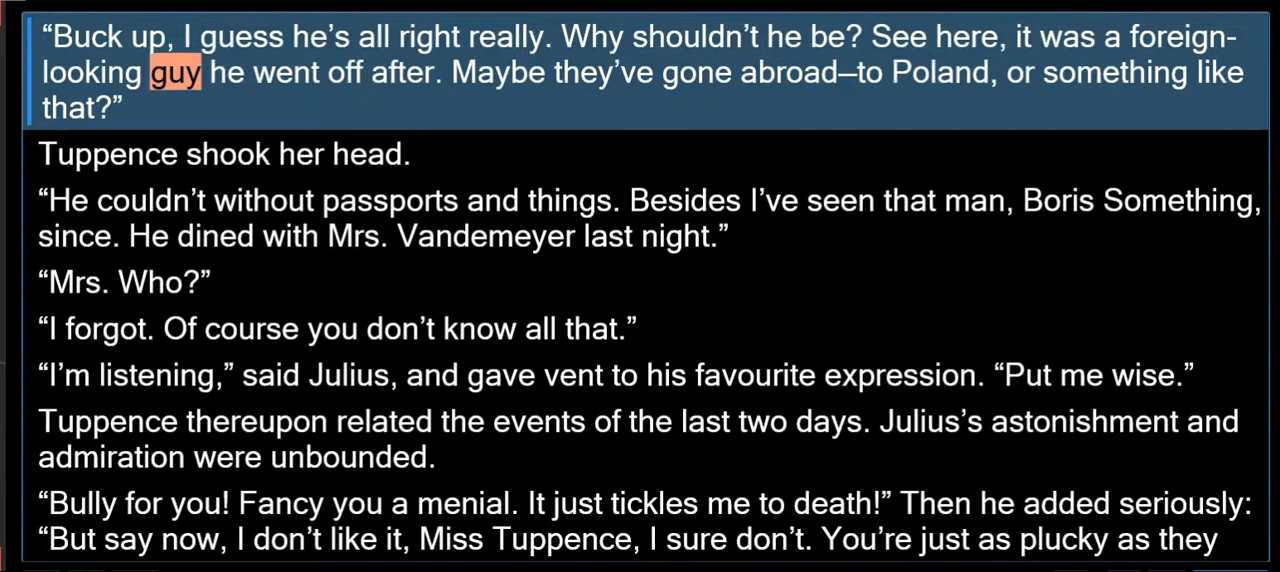 “Buck up, I guess he’s all right really. Why shouldn’t he be? See here, it was a foreign-
looking guy he went off after. Maybe they’ve gone abroad—to Poland, or something like
that?”
Tuppence shook her head.
“He couldn’t without passports and things. Besides I’ve seen that man, Boris Something,
since. He dined with Mrs. Vandemeyer last night.”
“Mrs. Who?”
“I forgot. Of course you don’t know all that.”
“I’m listening,” said Julius, and gave vent to his favourite expression. “Put me wise.”
Tuppence thereupon related the events of the last two days. Julius’s astonishment and
admiration were unbounded.
“Bully for you! Fancy you a menial. It just tickles me to death!” Then he added seriously:
“But say now, I don’t like it, Miss Tuppence, I sure don’t. You’re just as plucky as they